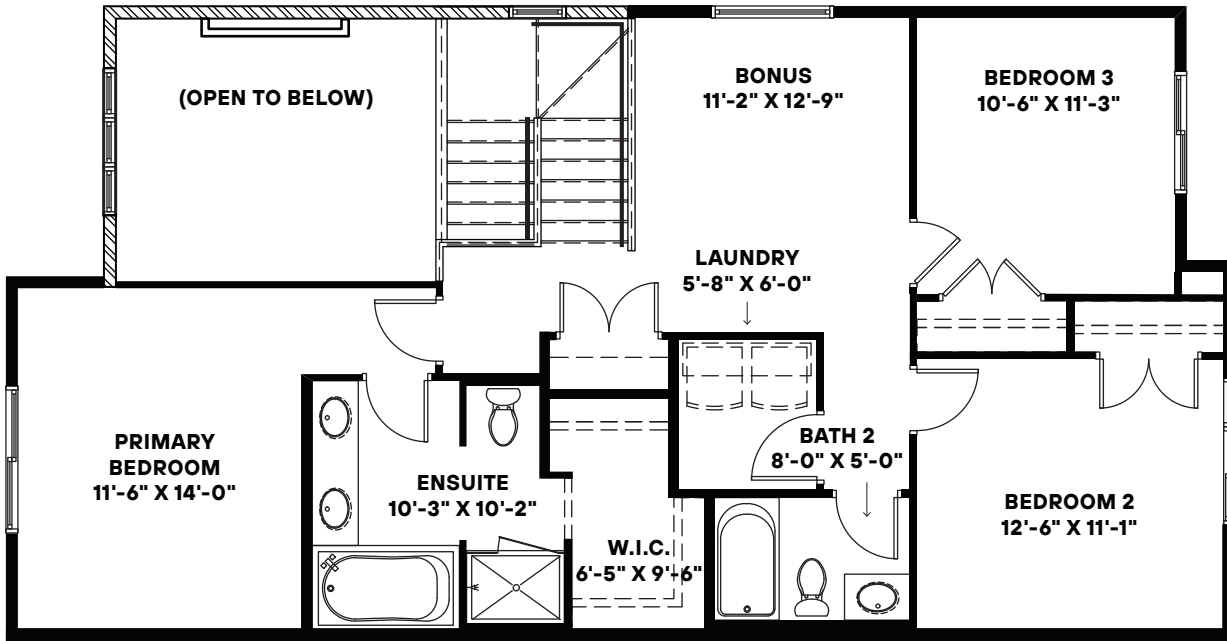 (OPEN TO BELOW)
BONUS
11'-2" X 12'-9"
BEDROOM 3
10'-6" X 11'-3"
LAUNDRY
5'-8" X 6'-0"
PRIMARY
BEDROOM
11'-6" X 14'-0"
ENSUITE
10'-3" X 10'-2"
BATH 2
8'-0" X 5'-0"
W.I.C.
6'-5" X 9'-6"
BEDROOM 2
12'-6" X 11'-1"